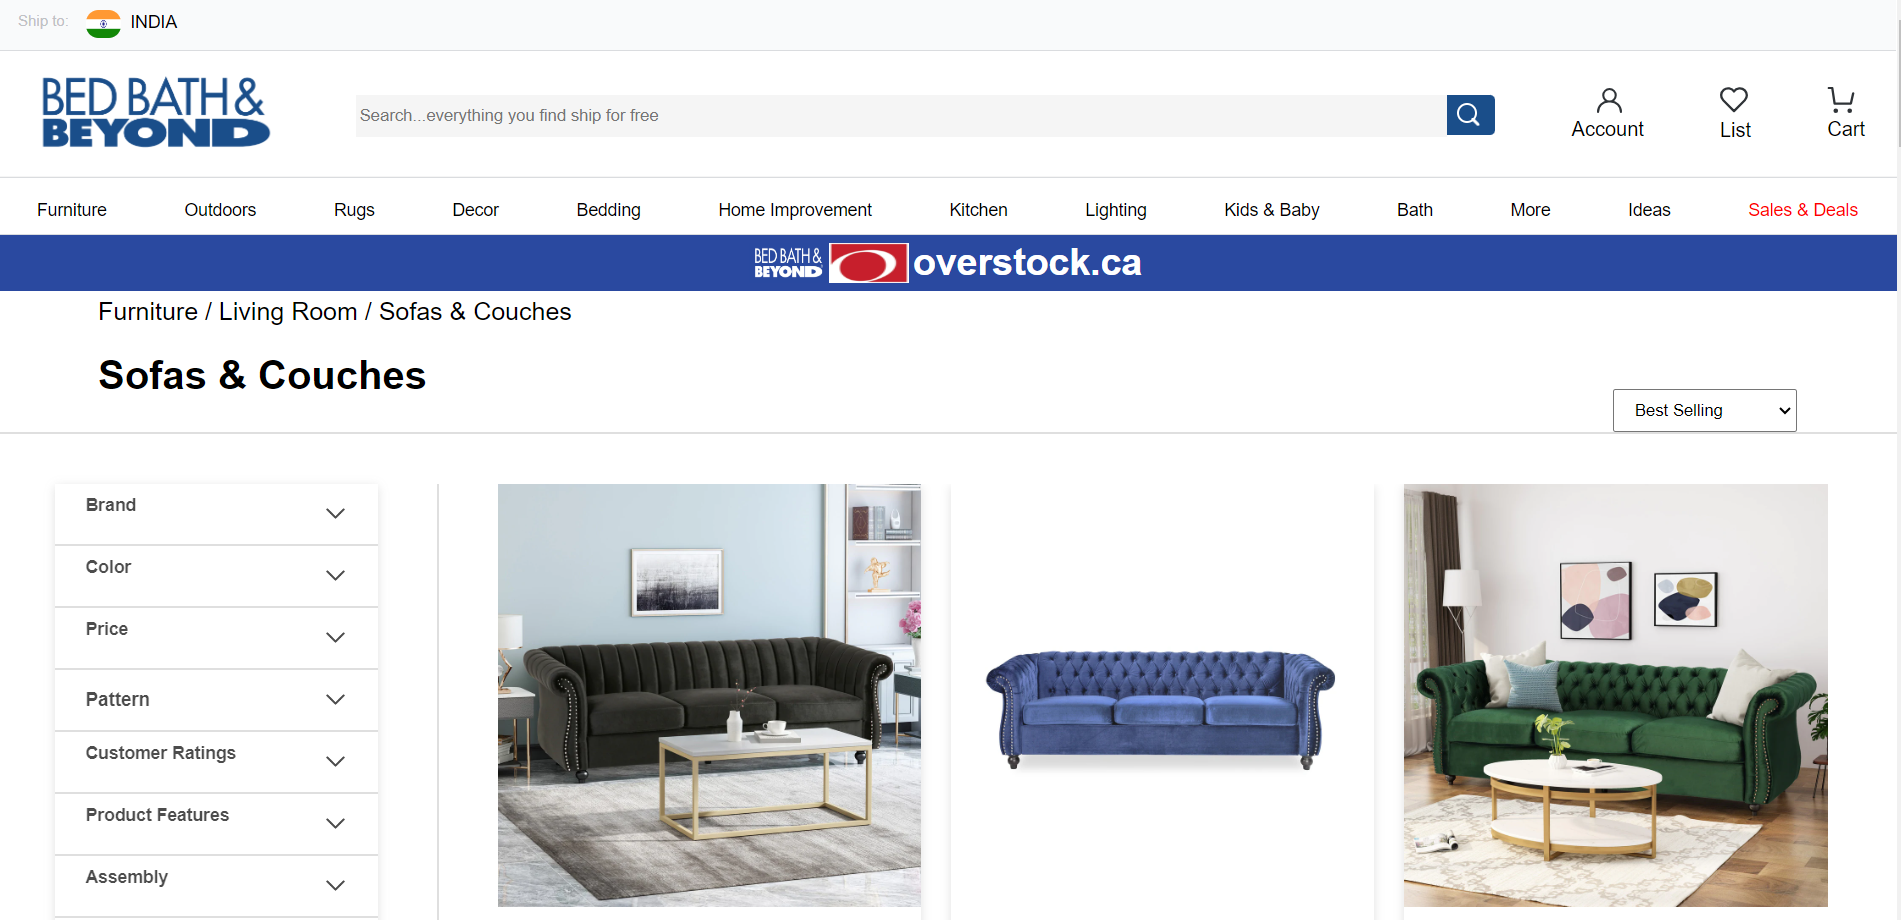 Ship to: INDIA
BED BATH &
BEYOND
Search...everything you find ship for free
Account
List
Cart
Furniture Outdoors Rugs Decor Bedding Home Improvement Kitchen Lighting Kids & Baby Bath More Ideas Sales & Deals
BED BATH &
BEYOND
overstock.ca
Furniture / Living Room / Sofas & Couches
Sofas & Couches
Best Selling
Brand
Color
Price
Pattern
Customer Ratings
Product Features
Assembly